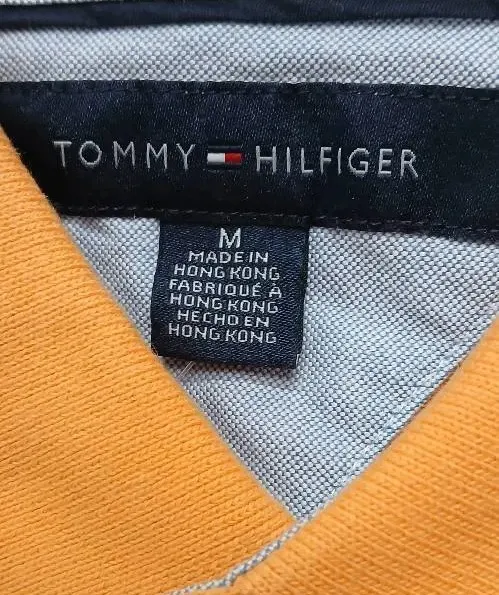 TOMMY HILFIGER
M
MADE IN
HONG KONG
FABRIQUÉ À
HONG KONG
HECHO EN
HONG KONG